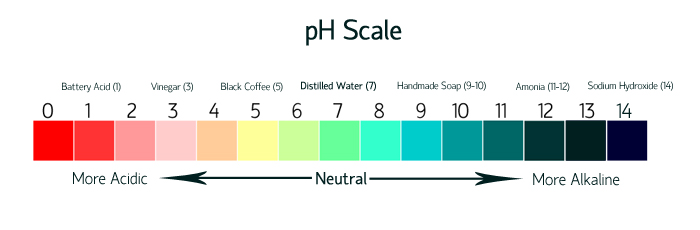 pH Scale
Battery Acid (1) Vinegar (3) Black Coffee (5) Distilled Water (7) Handmade Soap (9-10) Amonia (11-12) Sodium Hydroxide (14)
0 1 2 3 4 5 6 7 8 9 10 11 12 13 14
More Acidic Neutral More Alkaline